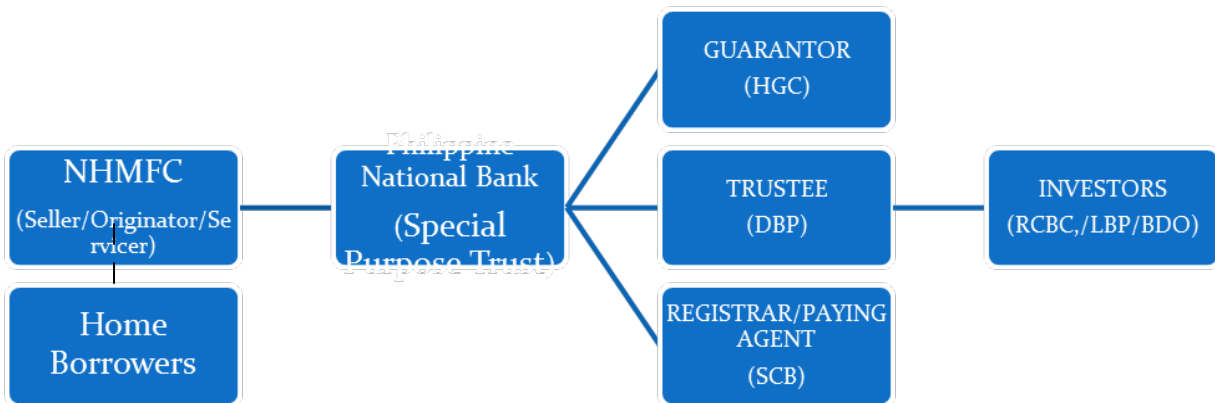 GUARANTOR
(HGC)
NHMFC
(Seller/Originator/Se
rvicer)
Philippine
National Bank
(Special
Purpose Trust)
TRUSTEE
(DBP)
INVESTORS
(RCBC,/LBP/BDO)
Home
Borrowers
REGISTRAR/PAYING
AGENT
(SCB)